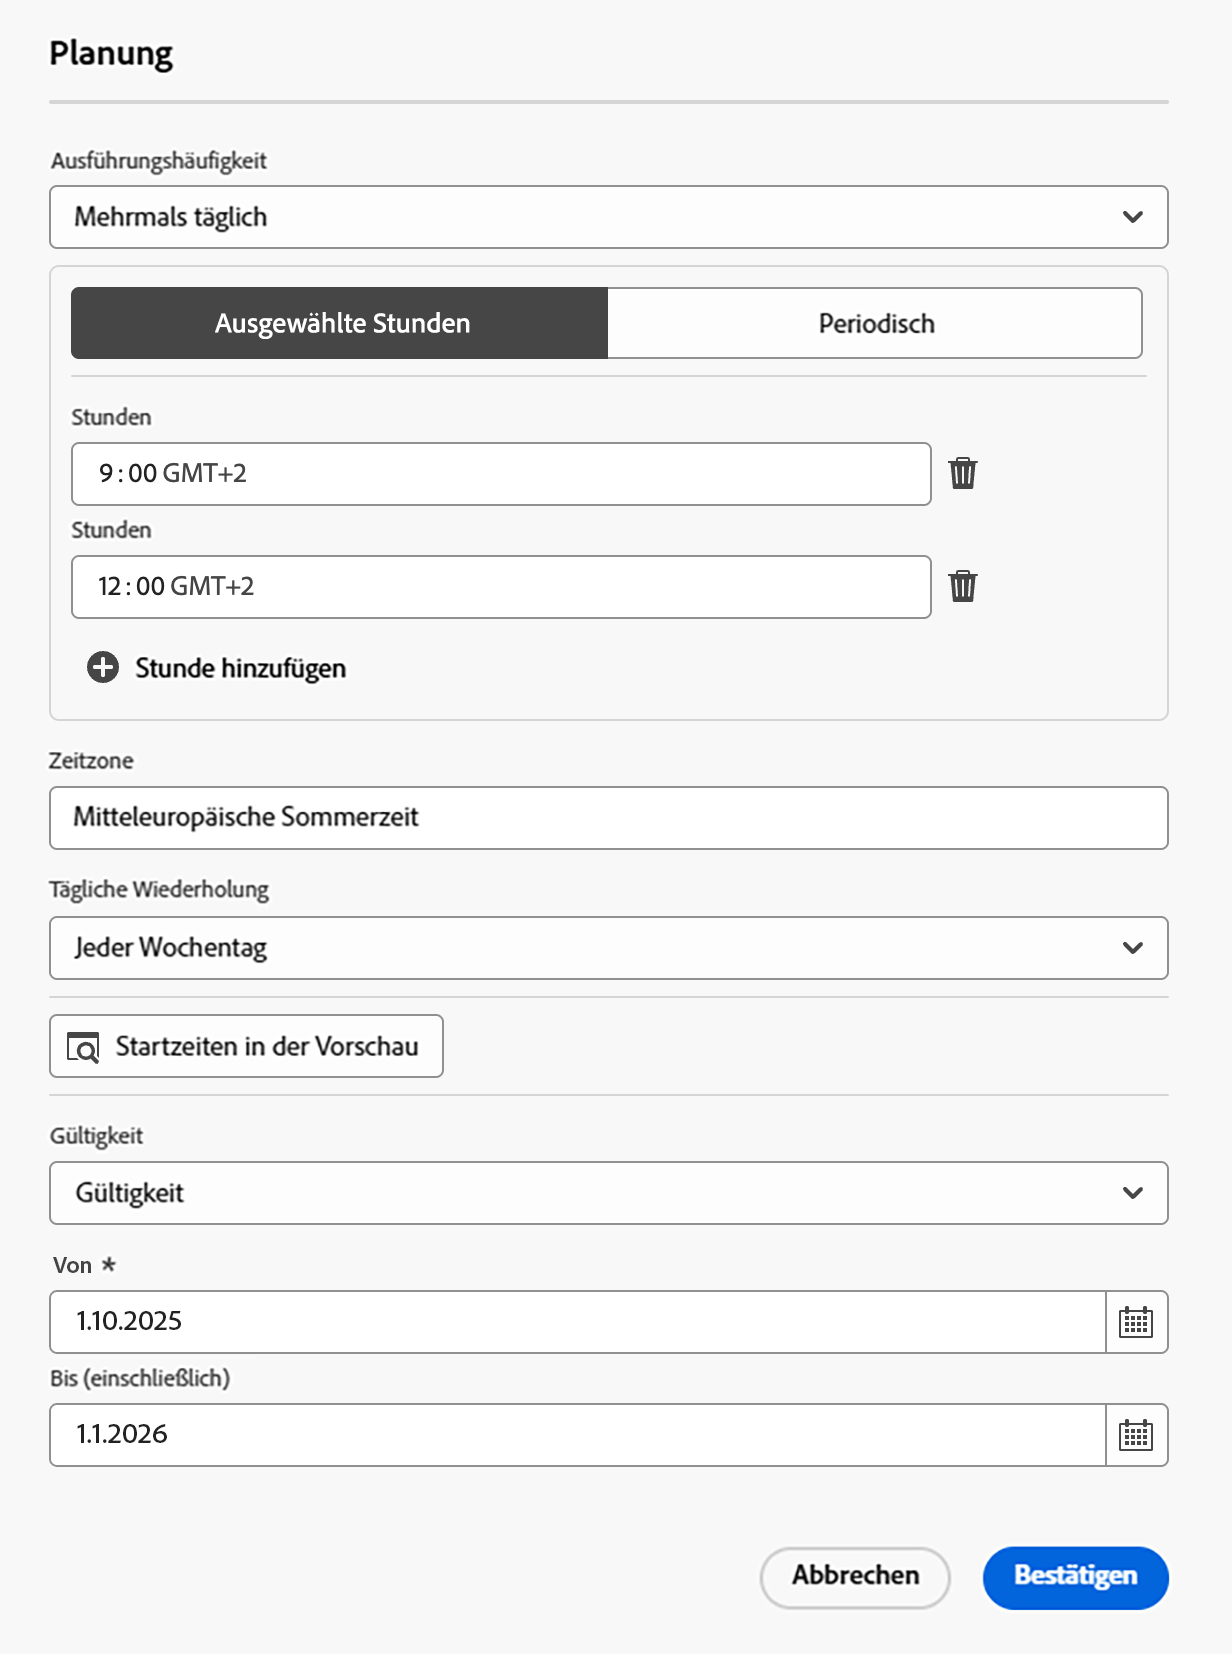 Planung
Ausführungshäufigkeit
Mehrmals täglich
Ausgewählte Stunden
Periodisch
Stunden
9:00 GMT+2
Stunden
12:00 GMT+2
Stunde hinzufügen
Zeitzone
Mitteleuropäische Sommerzeit
Tägliche Wiederholung
Jeder Wochentag
Startzeiten in der Vorschau
Gültigkeit
Gültigkeit
Von *
1.10.2025
Bis (einschließlich)
1.1.2026
Abbrechen
Bestätigen